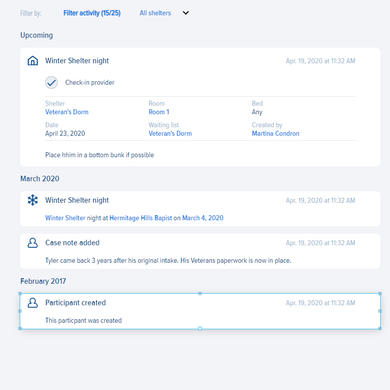 Filter by: Filter activity (15/25) All shelters
Upcoming
Winter Shelter night Apr. 19, 2020 at 11:32 AM
Check-in provider
Shelter Room Bed
Veteran's Dorm Room 1 Any
Date Waiting list Created by
April 23, 2020 Veteran's Dorm Martina Condron
Place hhim in a bottom bunk if possible
March 2020
Winter Shelter night Apr. 19, 2020 at 11:32 AM
Winter Shelter night at Hermitage Hills Bapist on March 4, 2020
Case note added Apr. 19, 2020 at 11:32 AM
Tyler came back 3 years after his original intake. His Veterans paperwork is now in place.
February 2017
Participant created Apr. 19, 2020 at 11:32 AM
This particpant was created